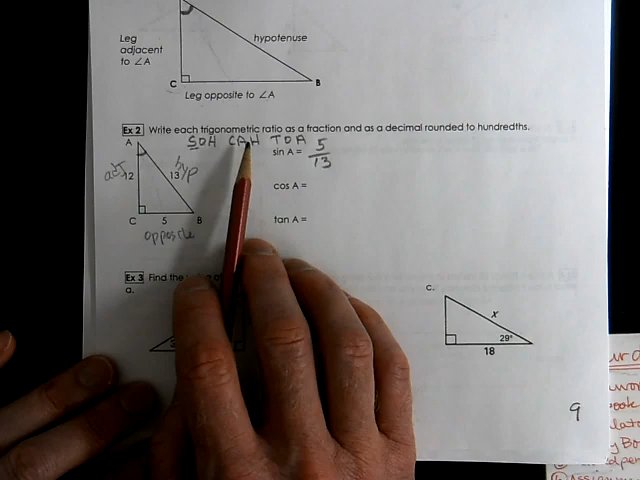 Leg
adjacent
to ∠A
hypotenuse
C
B
Leg opposite to ∠A
Ex 2 Write each trigonometric ratio as a fraction and as a decimal rounded to hundredths.
SOH CAH TOA
A
adj
12
13
hyp
C
5
B
opposite
sin A = 5/13
cos A =
tan A =
Ex 3 Find the
a.
c.
x
29°
18
9